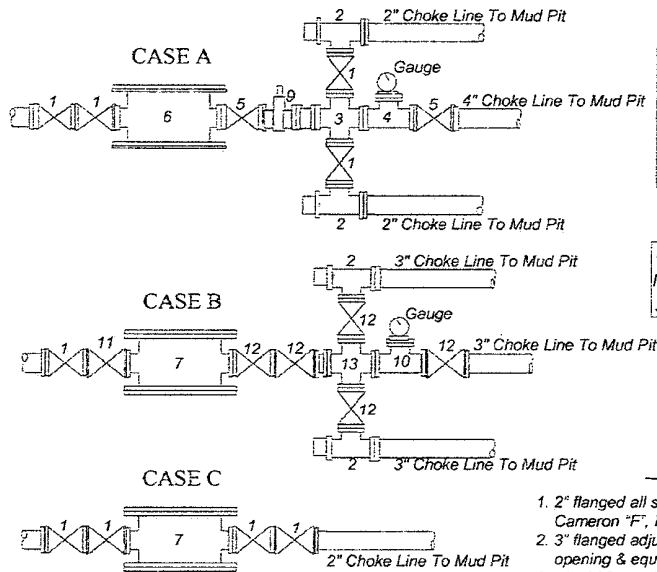 2 2" Choke Line To Mud Pit
CASE A
1 Gauge
1 1 6 5 9 3 4 5 4" Choke Line To Mud Pit
1
2 2" Choke Line To Mud Pit
2 3" Choke Line To Mud Pit
CASE B
12 Gauge
1 11 7 12 12 13 10 12 3" Choke Line To Mud Pit
12
2 3" Choke Line To Mud Pit
CASE C
1 1 7 1 1
2" Choke Line To Mud Pit
1. 2" flanged all
Cameron "F",
2. 3" flanged
opening & equ